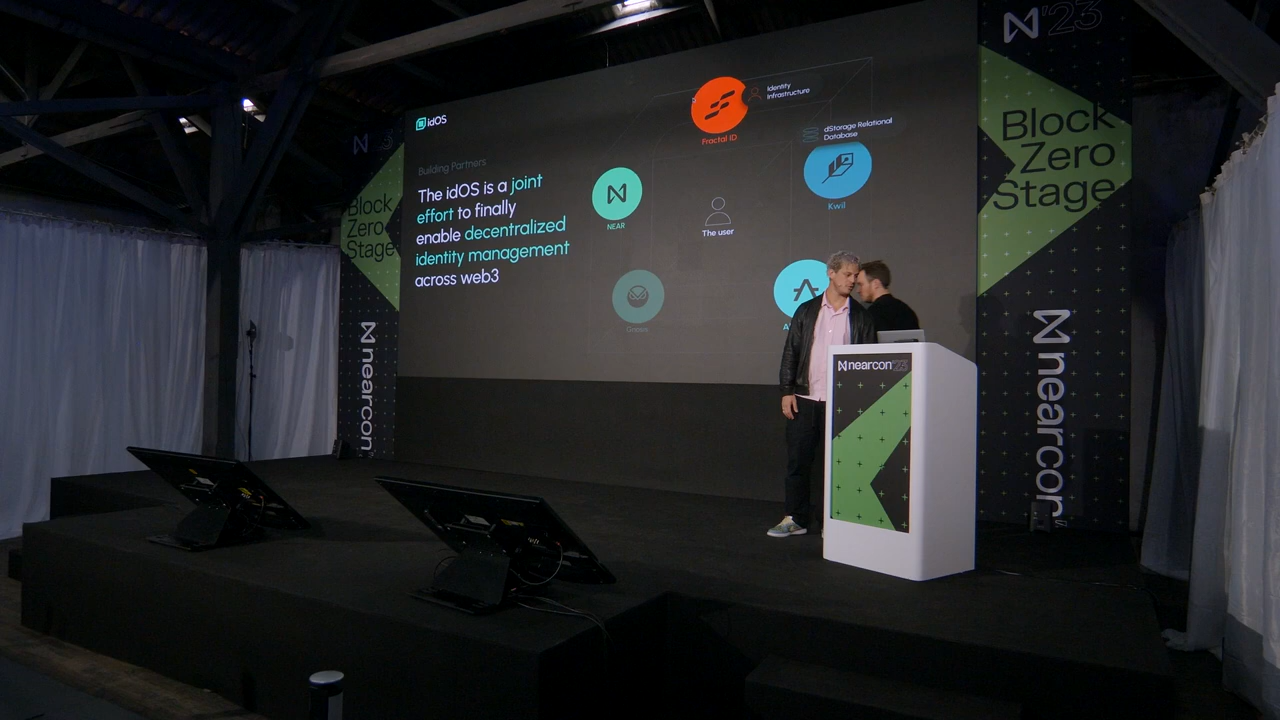 idOS
Building Partners
The idOS is a joint
effort to finally
enable decentralized
identity management
across web3
Fractal ID
Identity
Infrastructure
dStorage Relational
Database
Kwil
NEAR
The user
Gnosis
Block
Zero
Stage
nearcon
'23
Block
Zero
Stage
nearcon
nearcon'23